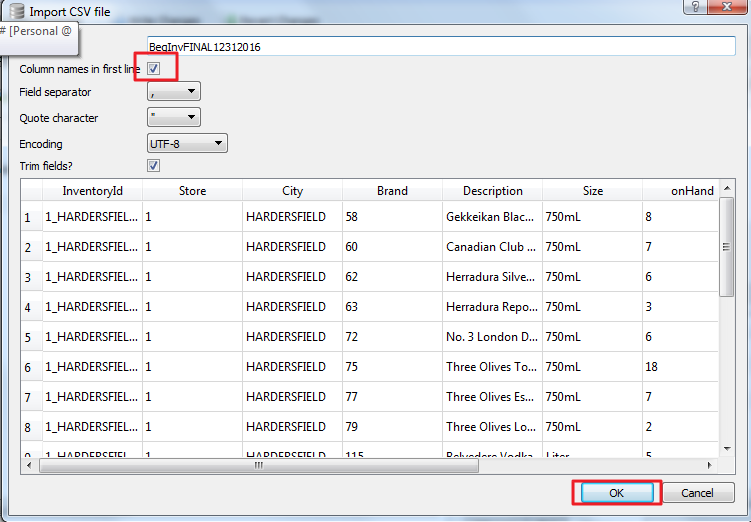 Import CSV file
# [Personal @
BegInvFINAL12312016
Column names in first line
Field separator ,
Quote character "
Encoding UTF-8
Trim fields?
InventoryId Store City Brand Description Size onHand
1 1_HARDERSFIEL... 1 HARDERSFIELD 58 Gekkeikan Blac... 750mL 8
2 1_HARDERSFIEL... 1 HARDERSFIELD 60 Canadian Club ... 750mL 7
3 1_HARDERSFIEL... 1 HARDERSFIELD 62 Herradura Silve... 750mL 6
4 1_HARDERSFIEL... 1 HARDERSFIELD 63 Herradura Repo... 750mL 3
5 1_HARDERSFIEL... 1 HARDERSFIELD 72 No. 3 London D... 750mL 6
6 1_HARDERSFIEL... 1 HARDERSFIELD 75 Three Olives To... 750mL 18
7 1_HARDERSFIEL... 1 HARDERSFIELD 77 Three Olives Es... 750mL 7
8 1_HARDERSFIEL... 1 HARDERSFIELD 79 Three Olives Lo... 750mL 2
9 1_HARDERSFIEL... 1 HARDERSFIELD 115 Belvedere Vodka Liter 5
OK Cancel